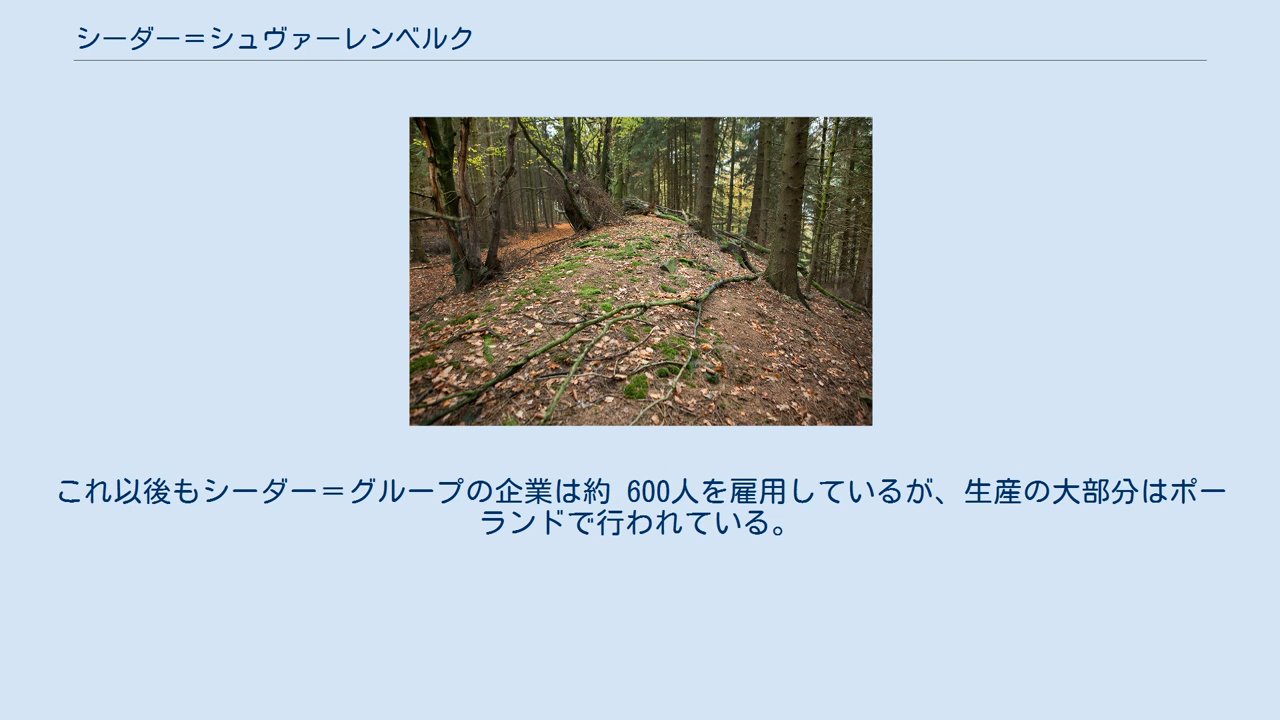 シーダー＝シュヴァーレンベルク
これ以後もシーダー＝グループの企業は約 600人を雇用しているが、生産の大部分はポー
ランドで行われている。